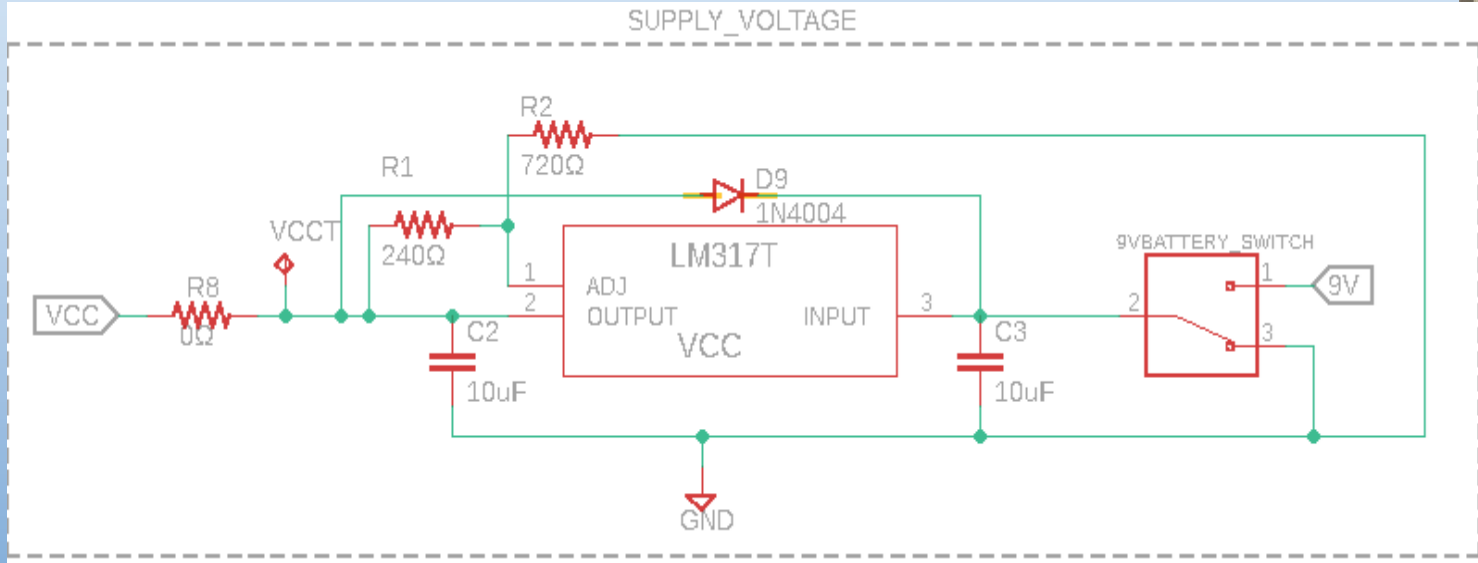 SUPPLY_VOLTAGE
R2
720Ω
R1
D9
1N4004
240Ω
VCCT
LM317T
9VBATTERY_SWITCH
1
ADJ
1
9V
R8
VCC
0Ω
2
OUTPUT
INPUT
3
2
VCC
C2
10uF
C3
10uF
3
GND